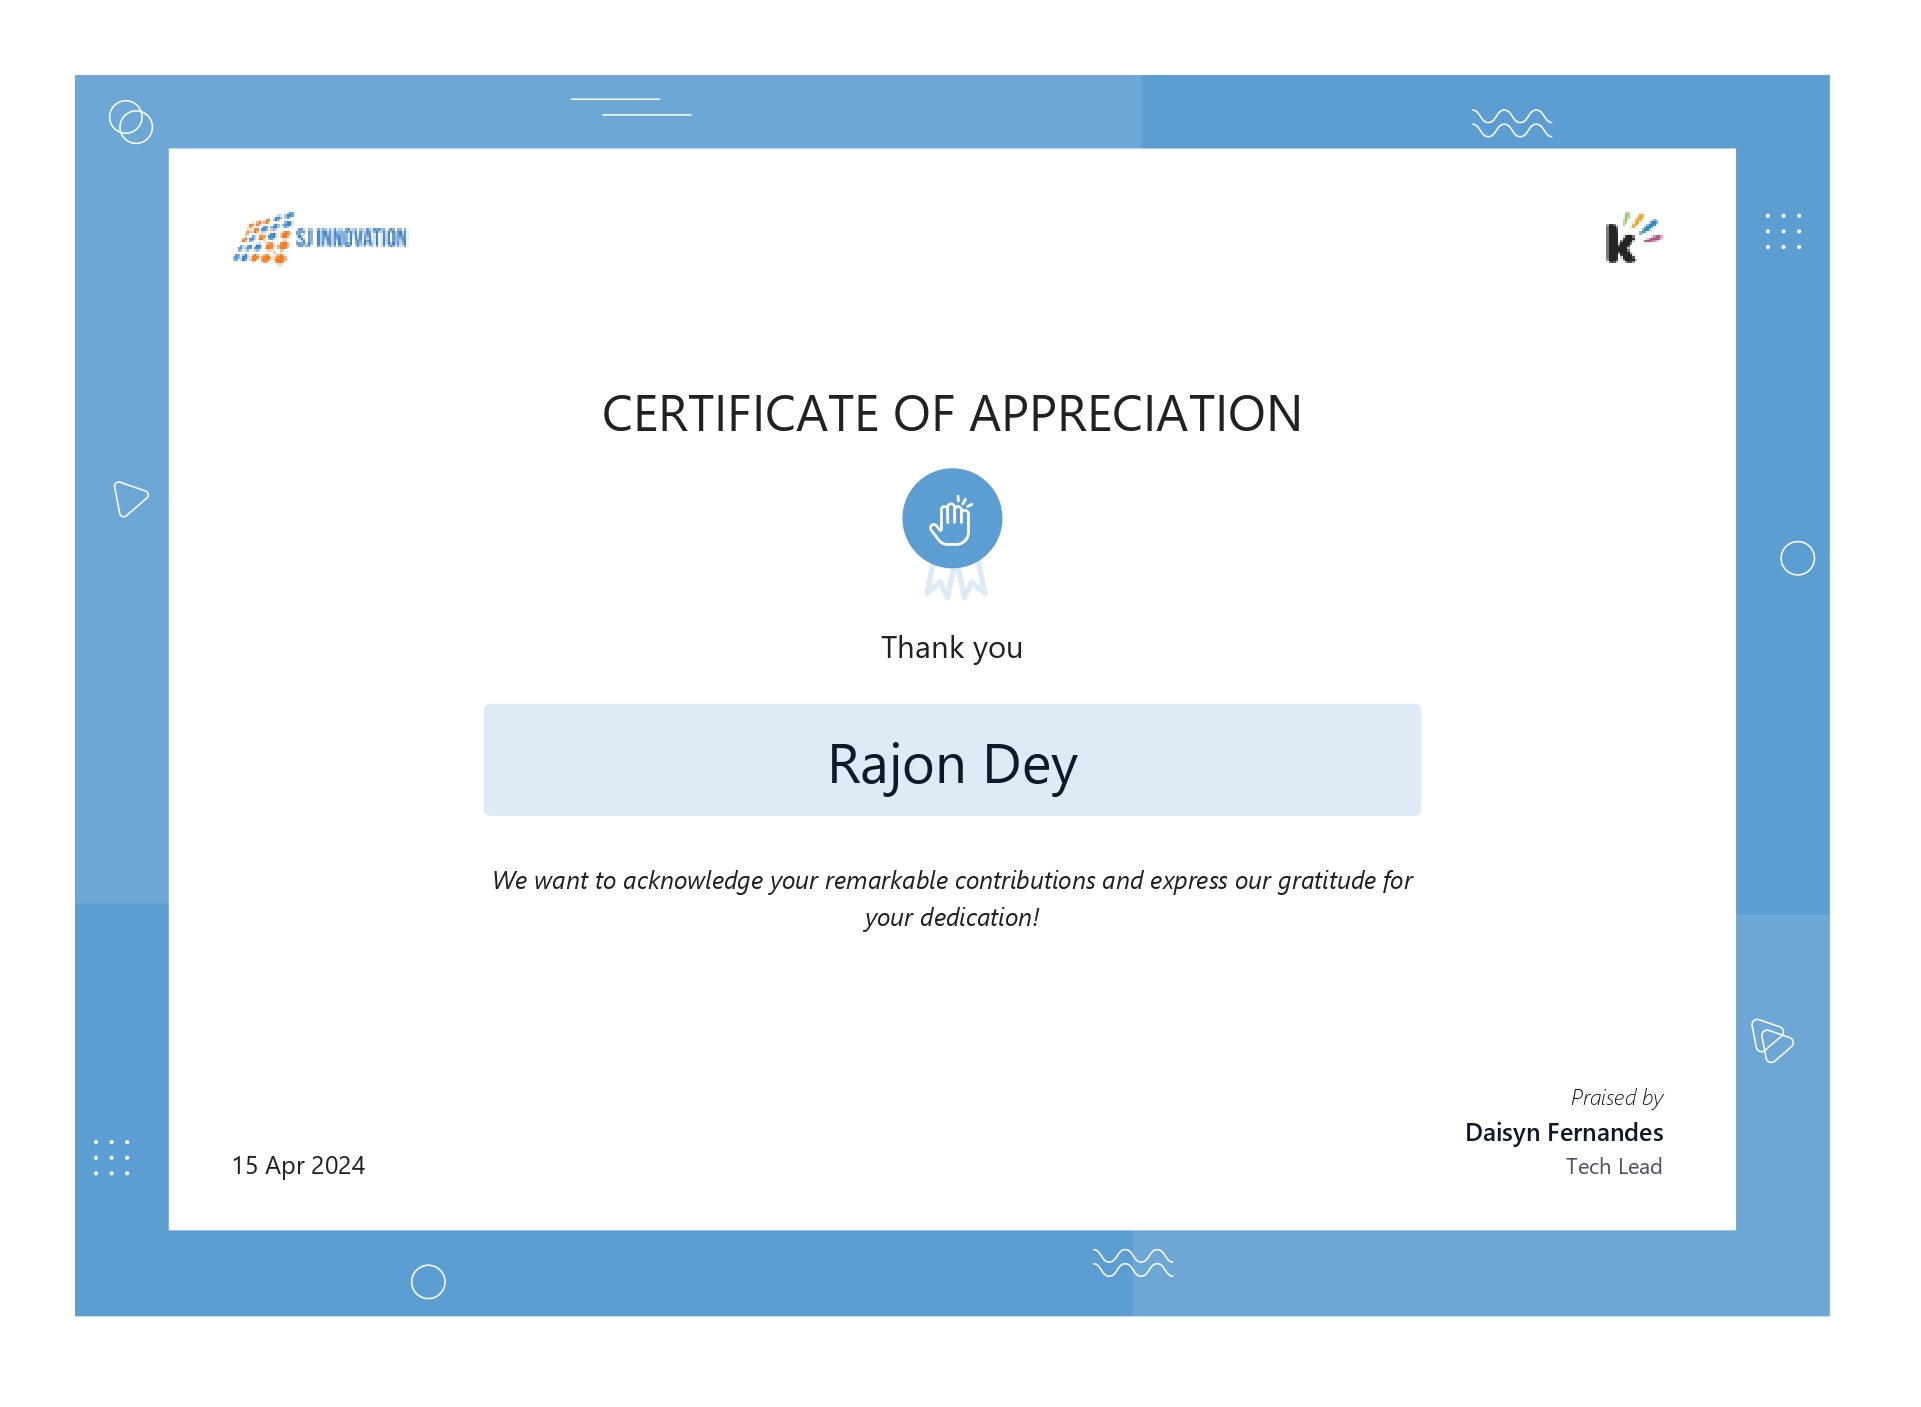 SJ INNOVATION
k
CERTIFICATE OF APPRECIATION
Thank you
Rajon Dey
We want to acknowledge your remarkable contributions and express our gratitude for
your dedication!
Praised by
Daisyn Fernandes
Tech Lead
15 Apr 2024